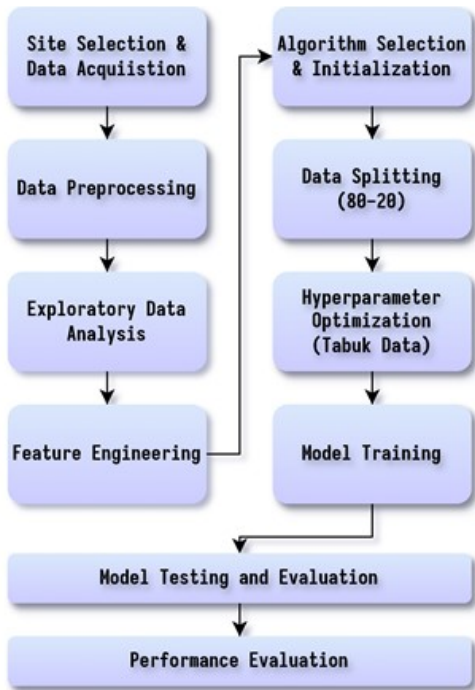 Site Selection &
Data Acquiistion
Data Preprocessing
Exploratory Data
Analysis
Feature Engineering
Algorithm Selection
& Initialization
Data Splitting
(80-20)
Hyperparameter
Optimization
(Tabuk Data)
Model Training
Model Testing and Evaluation
Performance Evaluation